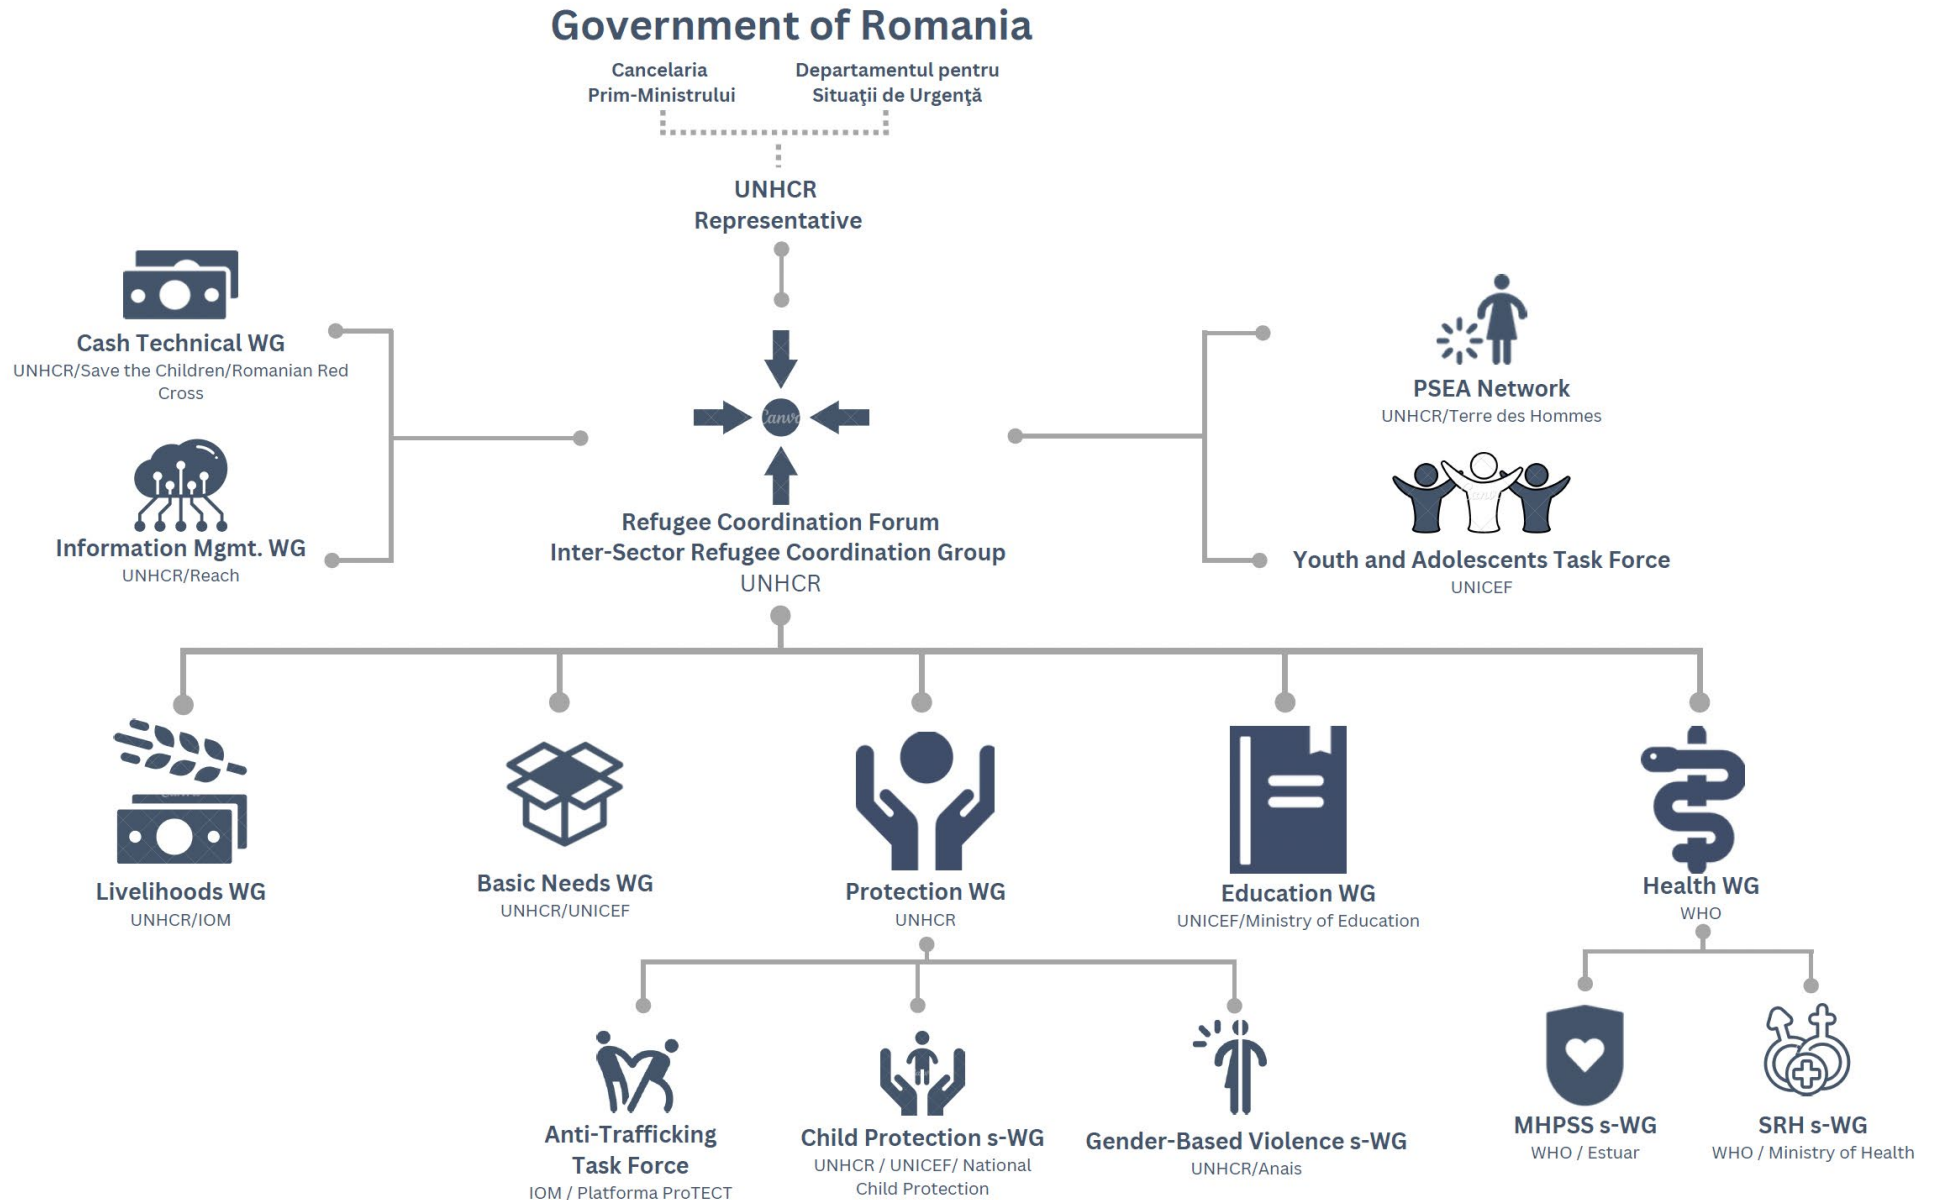 Government of Romania
Cancelaria
Prim-Ministrului
Departamentul pentru
Situaţii de Urgenţă
UNHCR
Representative
Cash Technical WG
UNHCR/Save the Children/Romanian Red
Cross
Information Mgmt. WG
UNHCR/Reach
Canva
Refugee Coordination Forum
Inter-Sector Refugee Coordination Group
UNHCR
PSEA Network
UNHCR/Terre des Hommes
Youth and Adolescents Task Force
UNICEF
Livelihoods WG
UNHCR/IOM
Basic Needs WG
UNHCR/UNICEF
Protection WG
UNHCR
Education WG
UNICEF/Ministry of Education
Health WG
WHO
Anti-Trafficking
Task Force
IOM / Platforma ProTECT
Child Protection s-WG
UNHCR / UNICEF/ National
Child Protection
Gender-Based Violence s-WG
UNHCR/Anais
MHPSS s-WG
WHO / Estuar
SRH s-WG
WHO / Ministry of Health